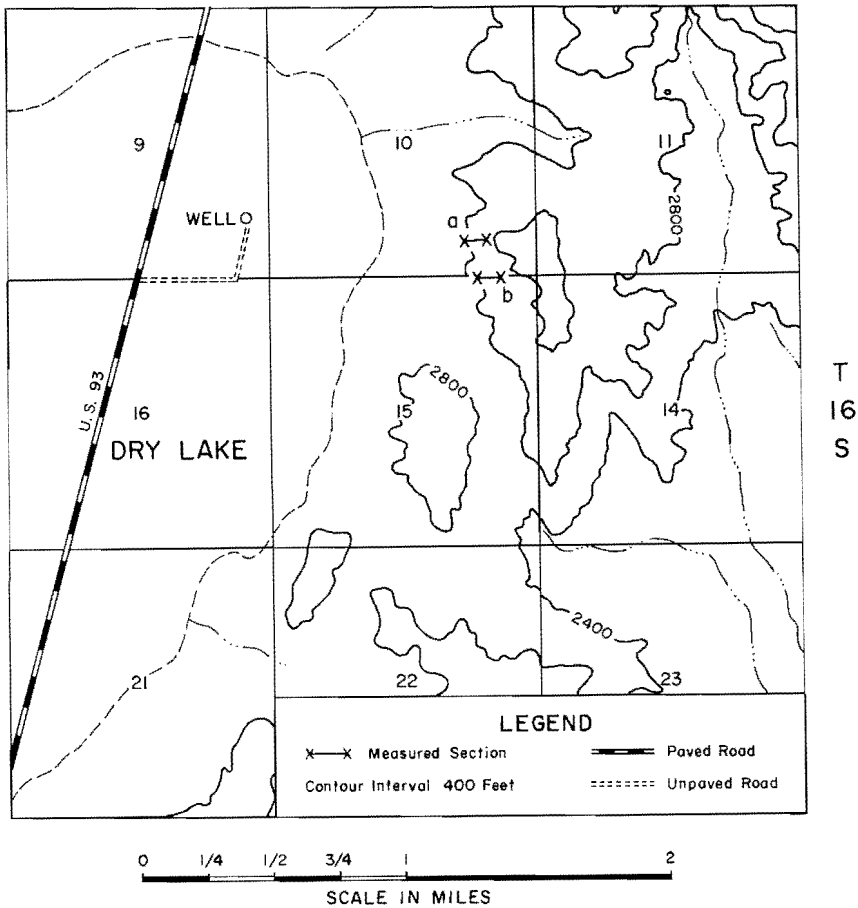 9
10
11
WELL
2800
a
b
U.S. 93
16
DRY LAKE
2800
15
14
T
16
S
2400
21
22
23
LEGEND
Measured Section
Paved Road
Contour Interval 400 Feet
Unpaved Road
0 1/4 1/2 3/4 1 2
SCALE IN MILES